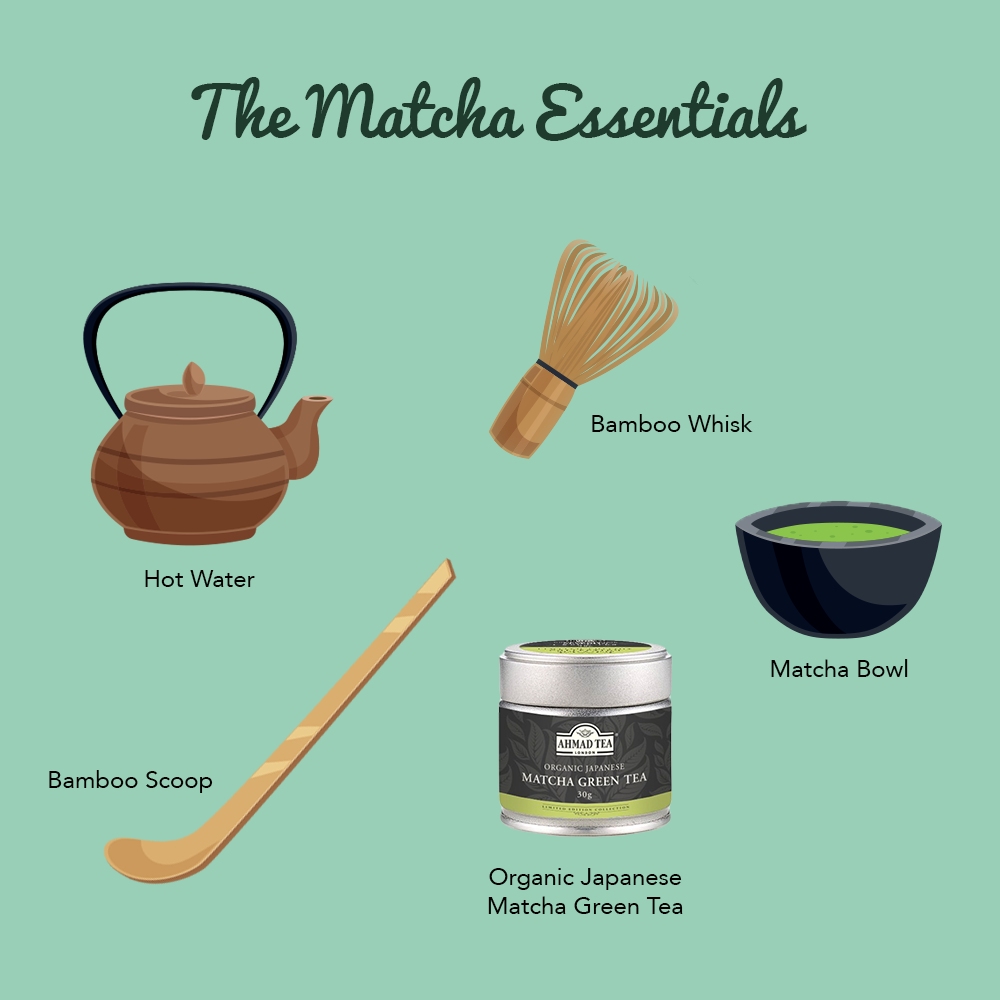 The Matcha Essentials
Bamboo Whisk
Hot Water
Matcha Bowl
Bamboo Scoop
AHMAD TEA
LONDON
ORGANIC JAPANESE
MATCHA GREEN TEA
30g
LIMITED EDITION COLLECTION
Organic Japanese
Matcha Green Tea